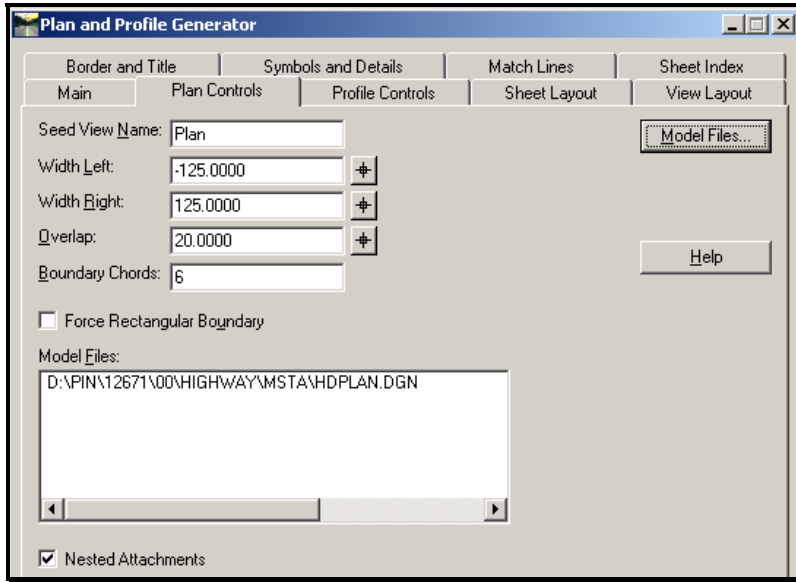 Plan and Profile Generator
Border and Title Symbols and Details Match Lines Sheet Index
Main Plan Controls Profile Controls Sheet Layout View Layout
Seed View Name: Plan Model Files...
Width Left: -125.0000
Width Right: 125.0000
Overlap: 20.0000
Help
Boundary Chords: 6
Force Rectangular Boundary
Model Files:
D:\PIN\12671\00\HIGHWAY\MSTA\HDPLAN.DGN
Nested Attachments